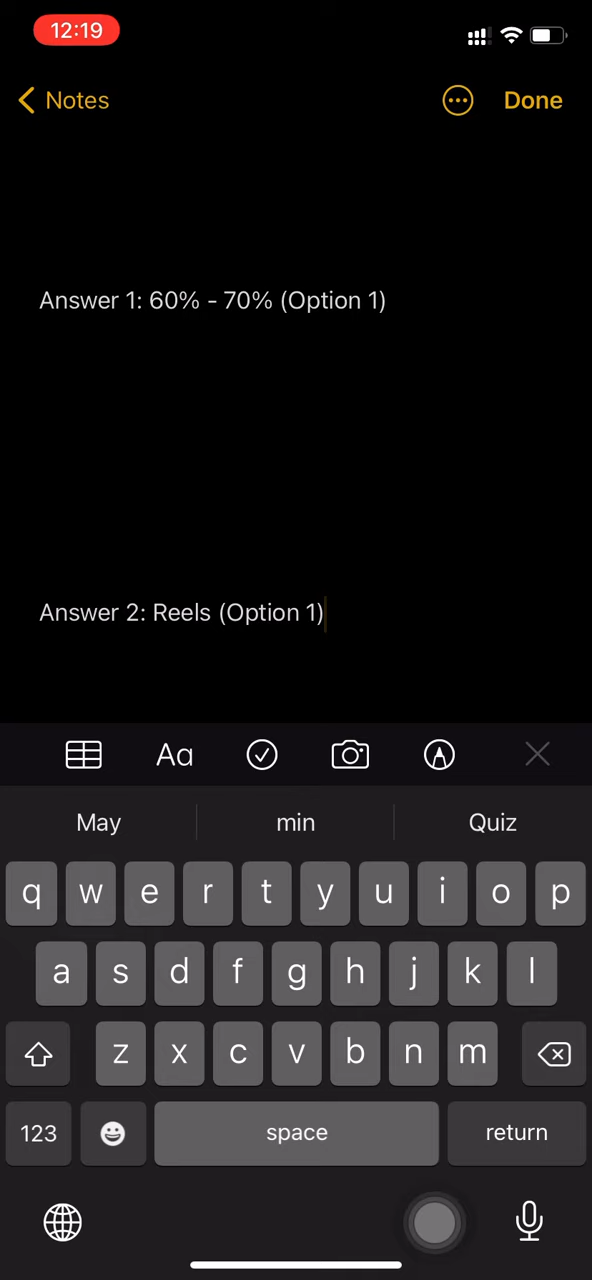 12:19
Notes
Done
Answer 1: 60% - 70% (Option 1)
Answer 2: Reels (Option 1)
Aa
May min Quiz
q w e r t y u i o p
a s d f g h j k l
z x c v b n m
123 space return